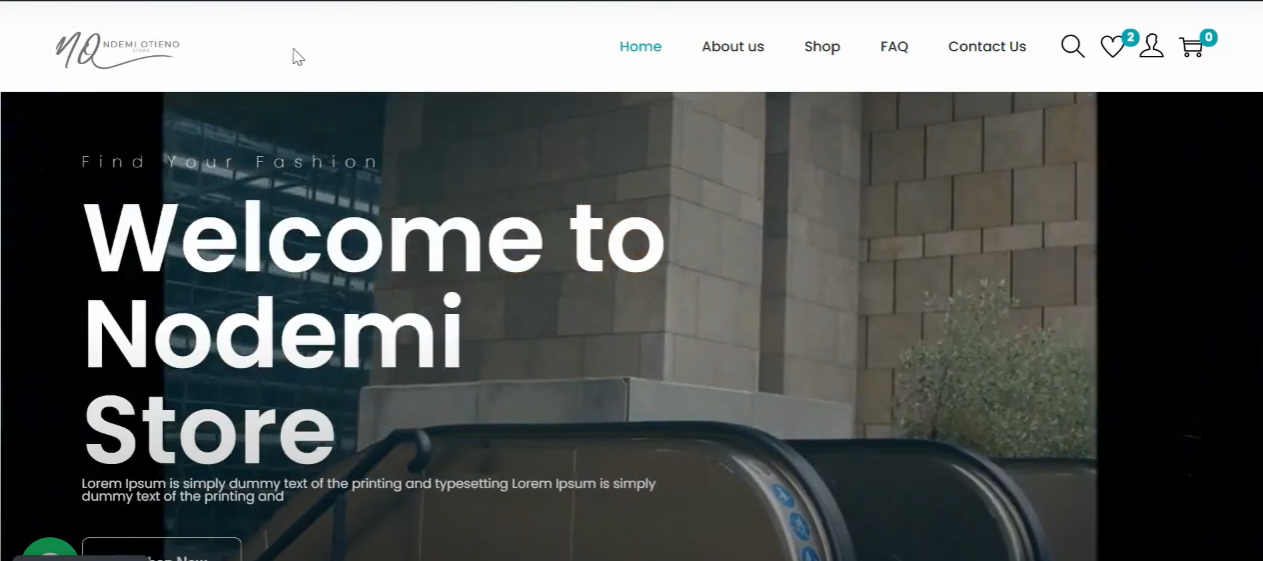 NDEMI OTIENO
STORE
Home
About us
Shop
FAQ
Contact Us
2
0
Find Your Fashion
Welcome to
Nodemi
Store
Lorem Ipsum is simply dummy text of the printing and typesetting Lorem Ipsum is simply
dummy text of the printing and
Now